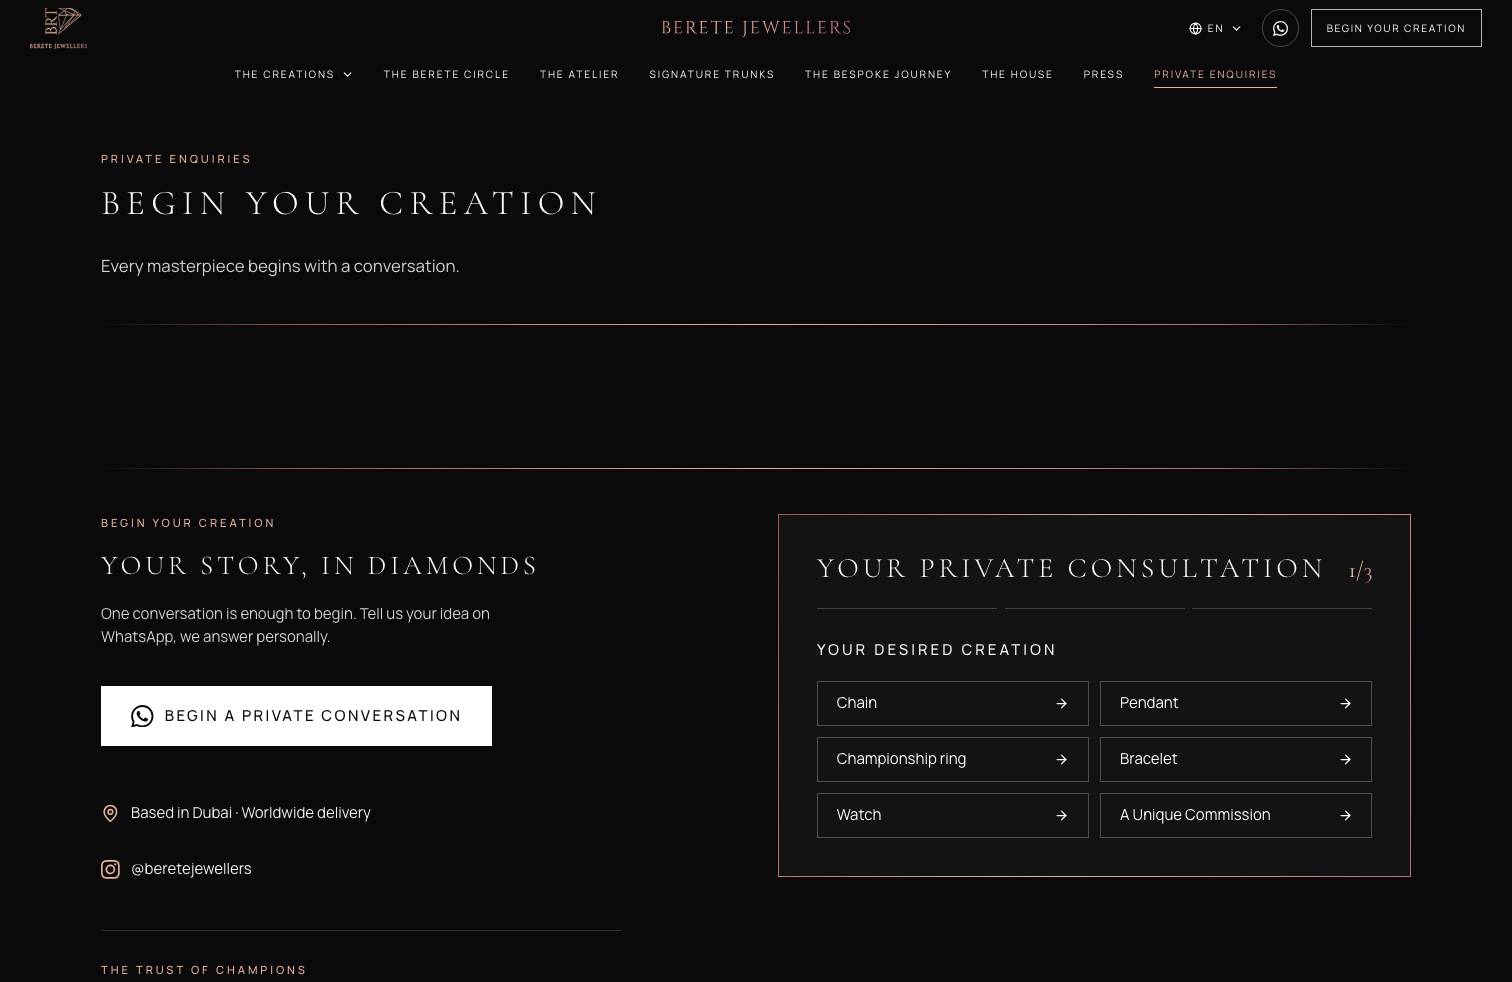 BRT
BERETE JEWELLERS
BERETE JEWELLERS
EN
BEGIN YOUR CREATION
THE CREATIONS
THE BERETE CIRCLE
THE ATELIER
SIGNATURE TRUNKS
THE BESPOKE JOURNEY
THE HOUSE
PRESS
PRIVATE ENQUIRIES
PRIVATE ENQUIRIES
BEGIN YOUR CREATION
Every masterpiece begins with a conversation.
BEGIN YOUR CREATION
YOUR STORY, IN DIAMONDS
One conversation is enough to begin. Tell us your idea on
WhatsApp, we answer personally.
BEGIN A PRIVATE CONVERSATION
Based in Dubai · Worldwide delivery
@beretejewellers
THE TRUST OF CHAMPIONS
YOUR PRIVATE CONSULTATION 1/3
YOUR DESIRED CREATION
Chain
Pendant
Championship ring
Bracelet
Watch
A Unique Commission